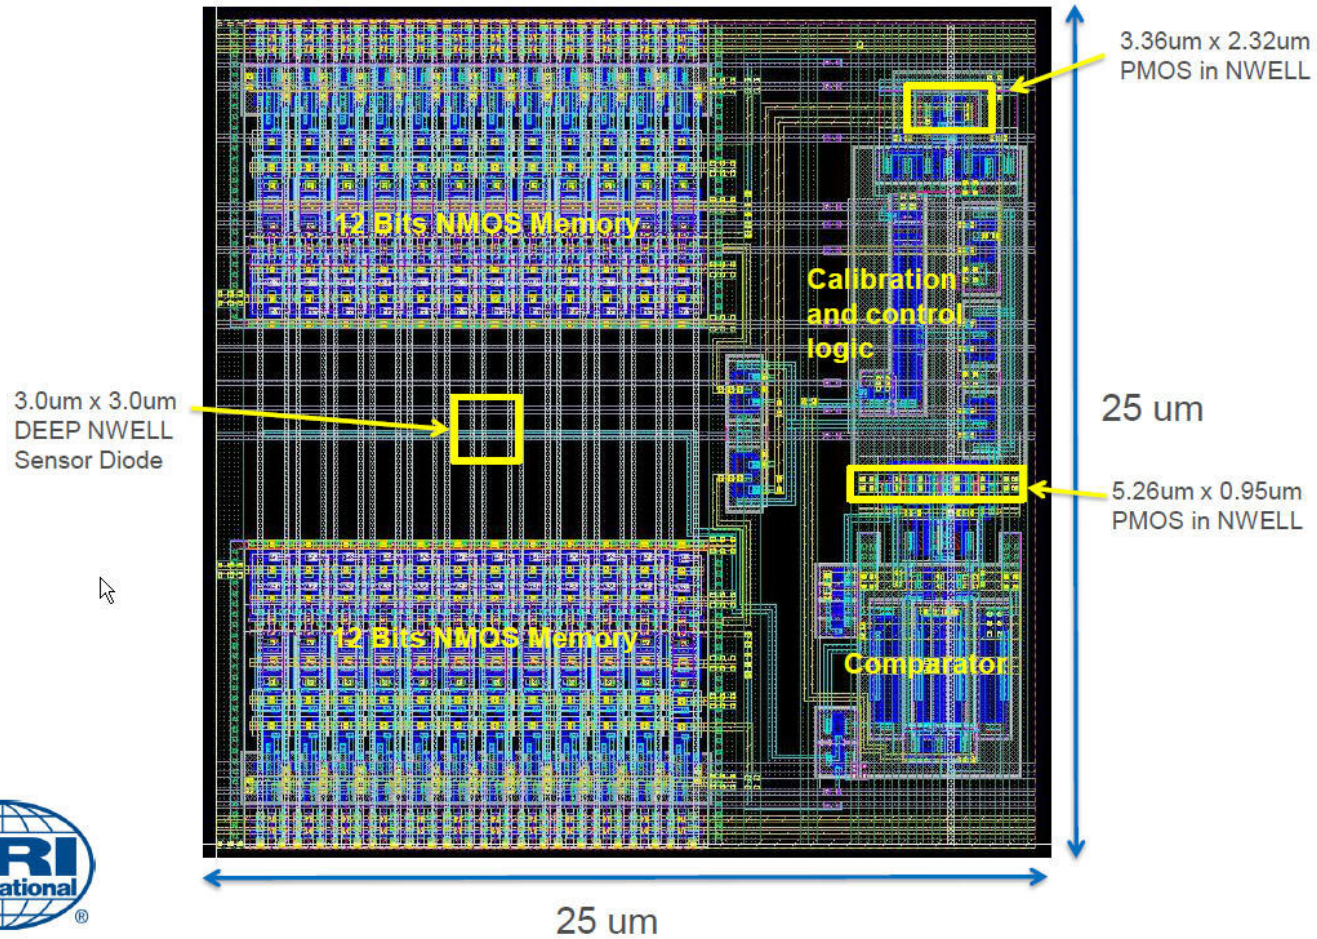 3.36um x 2.32um
PMOS in NWELL
12 Bits NMOS Memory
Calibration
and control
logic
3.0um x 3.0um
DEEP NWELL
Sensor Diode
25 um
5.26um x 0.95um
PMOS in NWELL
12 Bits NMOS Memory
Comparator
RI
ational
®
25 um